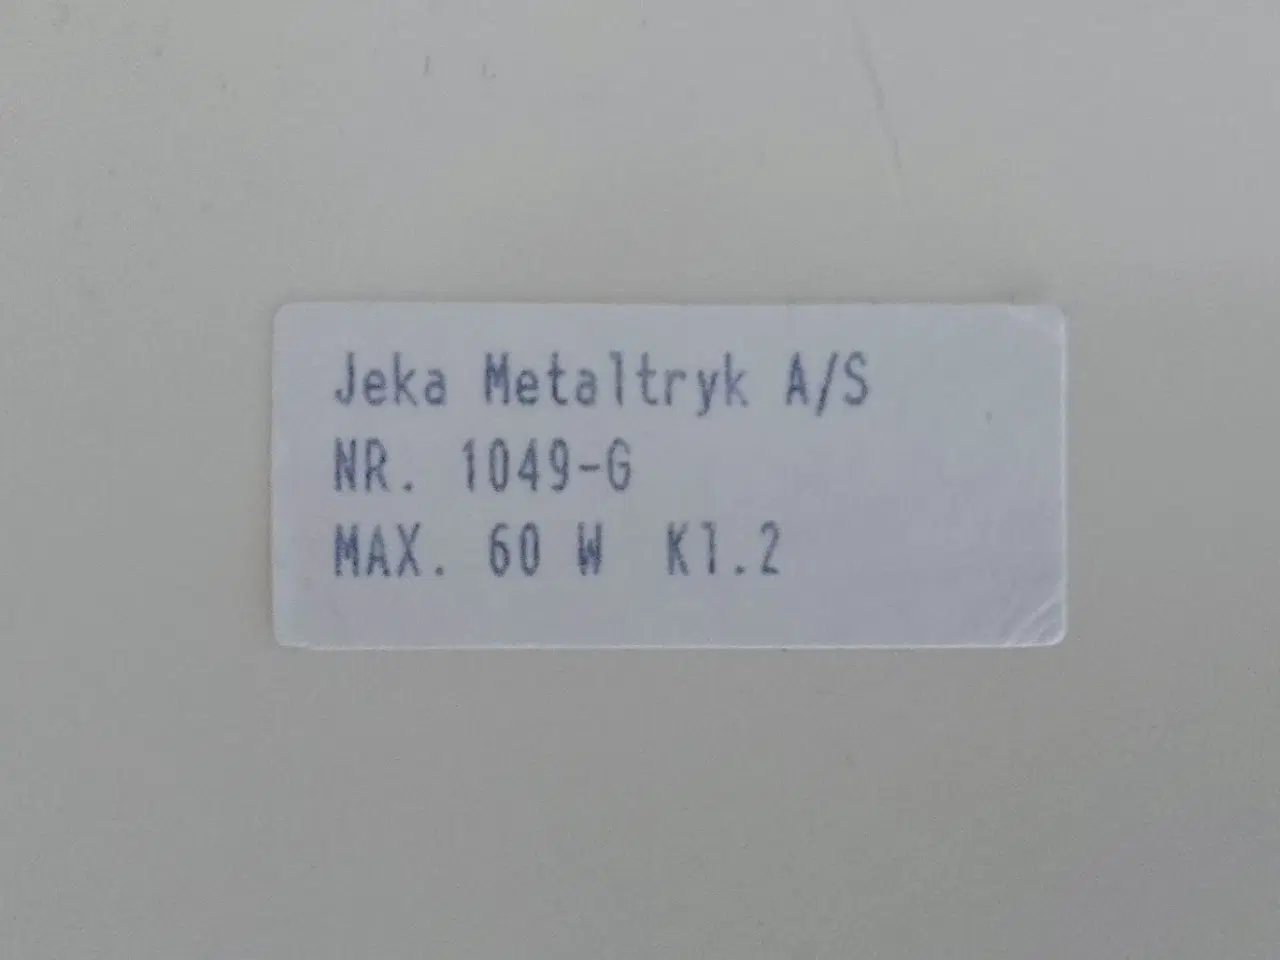 Jeka Metaltryk A/S
NR. 1049-G
MAX. 60 W Kl.2